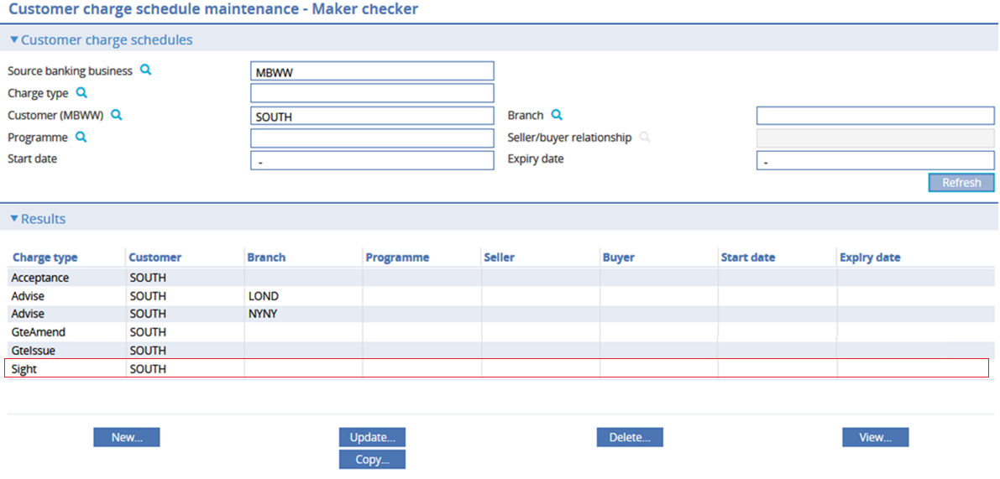 Customer charge schedule maintenance - Maker checker
Customer charge schedules
Source banking business MBWW
Charge type
Customer (MBWW) SOUTH Branch
Programme Seller/buyer relationship
Start date - Expiry date -
Refresh
Results
Charge type Customer Branch Programme Seller Buyer Start date Expiry date
Acceptance SOUTH
Advise SOUTH LOND
Advise SOUTH NYNY
GteAmend SOUTH
GteIssue SOUTH
Sight SOUTH
New... Update... Delete... View...
Copy...